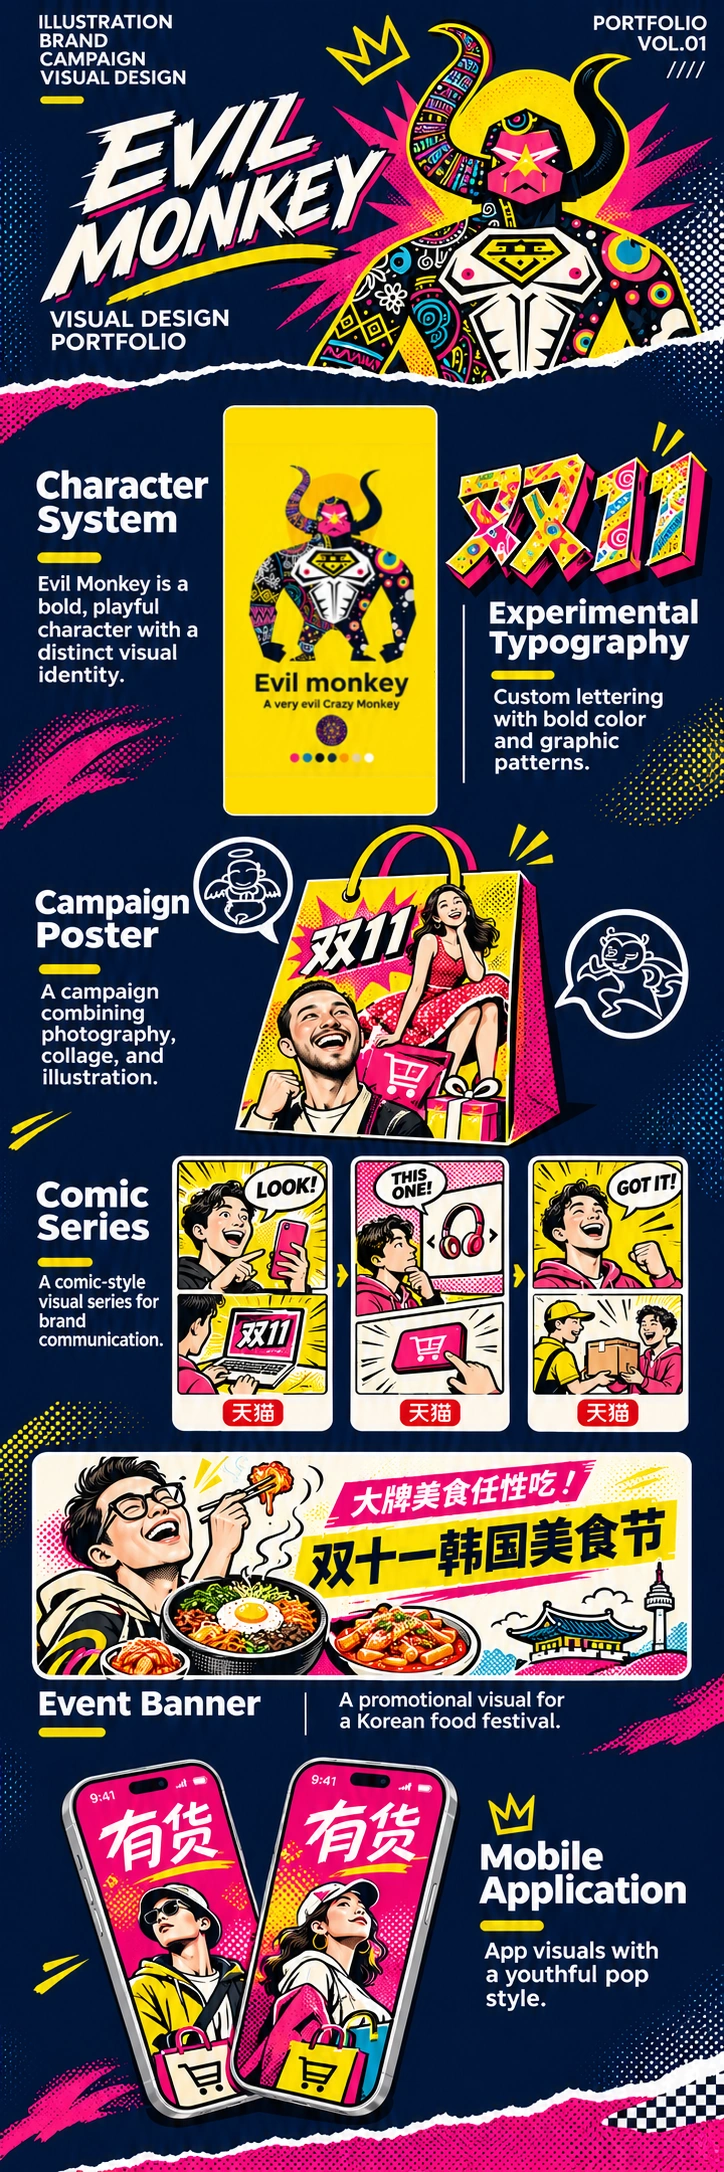 ILLUSTRATION
BRAND
CAMPAIGN
VISUAL DESIGN
PORTFOLIO
VOL.01
////
EVIL
MONKEY
VISUAL DESIGN
PORTFOLIO
Character
System
Evil Monkey is a
bold, playful
character with a
distinct visual
identity.
Evil monkey
A very evil Crazy Monkey
双11
Experimental
Typography
Custom lettering
with bold color
and graphic
patterns.
Campaign
Poster
A campaign
combining
photography,
collage, and
illustration.
双11
Comic
Series
A comic-style
visual series for
brand
communication.
LOOK!
双11
天猫
THIS
ONE!
天猫
GOT IT!
天猫
大牌美食任性吃！
双十一韩国美食节
Event Banner
A promotional visual for
a Korean food festival.
9:41
有货
9:41
有货
Mobile
Application
App visuals with
a youthful pop
style.